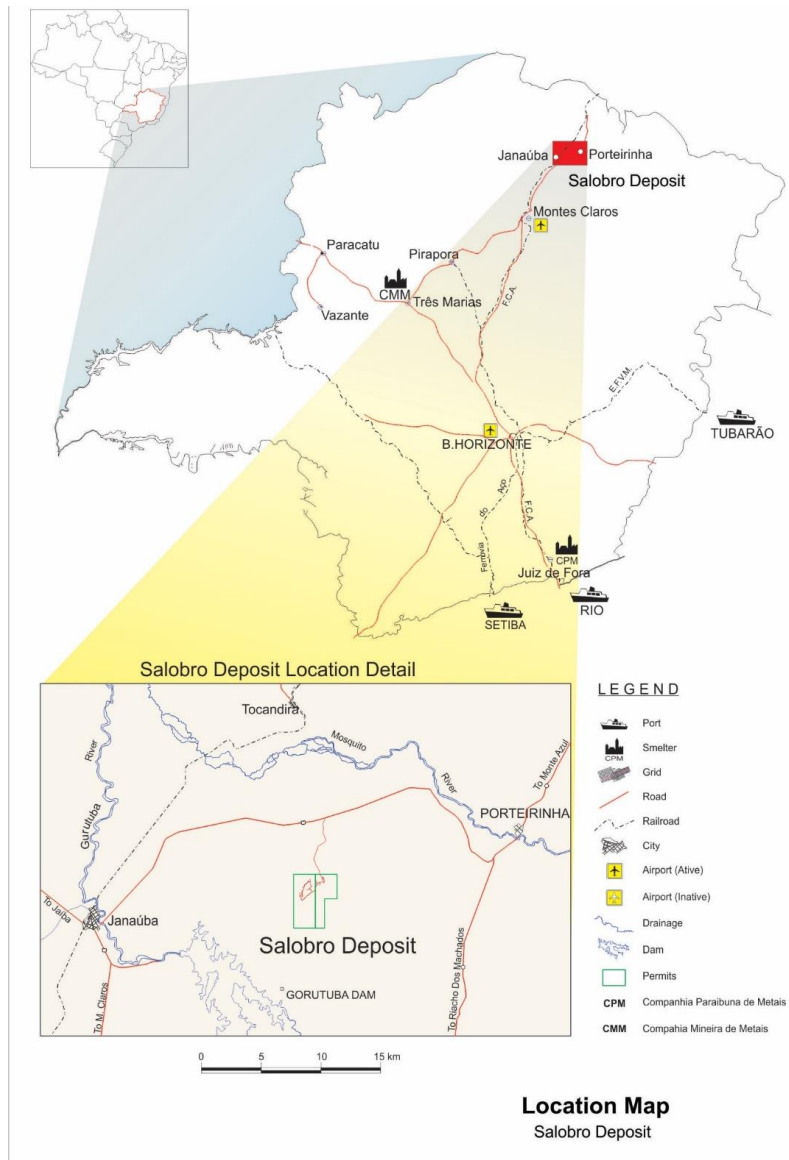 Janaúba
Porteirinha
Salobro Deposit
Montes Claros
Paracatu
Pirapora
CMM
Três Marias
Vazante
F.C.A.
E.F.V.M.
TUBARÃO
B.HORIZONTE
Ferrovia do Aço
F.C.A.
CPM
Juiz de Fora
RIO
SETIBA
Salobro Deposit Location Detail
Tocandira
River
Gurutuba
Mosquito
River
To Monte Azul
PORTEIRINHA
To Jaiba
Janaúba
Salobro Deposit
GORUTUBA DAM
To M. Claros
To Riacho Dos Machados
LEGEND
Port
CPM
Smelter
Grid
Road
Railroad
City
Airport (Ative)
Airport (Inative)
Drainage
Dam
Permits
CPM Companhia Paraibuna de Metais
CMM Compahia Mineira de Metais
0 5 10 15 km
Location Map
Salobro Deposit